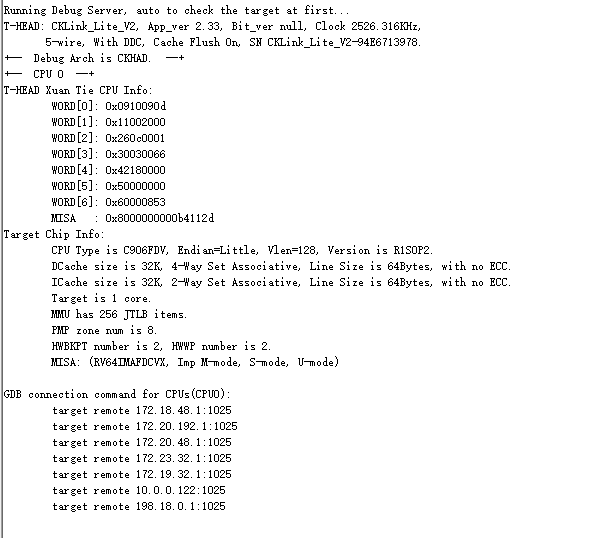 Running Debug Server, auto to check the target at first...
T-HEAD: CKLink_Lite_V2, App_ver 2.33, Bit_ver null, Clock 2526.316KHz,
5-wire, With DDC, Cache Flush On, SN CKLink_Lite_V2-94E6713978.
+-- Debug Arch is CKHAD. --+
+-- CPU 0 --+
T-HEAD Xuan Tie CPU Info:
WORD[0]: 0x0910090d
WORD[1]: 0x11002000
WORD[2]: 0x260c0001
WORD[3]: 0x30030066
WORD[4]: 0x42180000
WORD[5]: 0x50000000
WORD[6]: 0x60000853
MISA : 0x8000000000b4112d
Target Chip Info:
CPU Type is C906FDV, Endian=Little, Vlen=128, Version is R1S0P2.
DCache size is 32K, 4-Way Set Associative, Line Size is 64Bytes, with no ECC.
ICache size is 32K, 2-Way Set Associative, Line Size is 64Bytes, with no ECC.
Target is 1 core.
MMU has 256 JTLB items.
PMP zone num is 8.
HWBKPT number is 2, HWWP number is 2.
MISA: (RV64IMAFDCVX, Imp M-mode, S-mode, U-mode)
GDB connection command for CPUs(CPU0):
target remote 172.18.48.1:1025
target remote 172.20.192.1:1025
target remote 172.20.48.1:1025
target remote 172.23.32.1:1025
target remote 172.19.32.1:1025
target remote 10.0.0.122:1025
target remote 198.18.0.1:1025